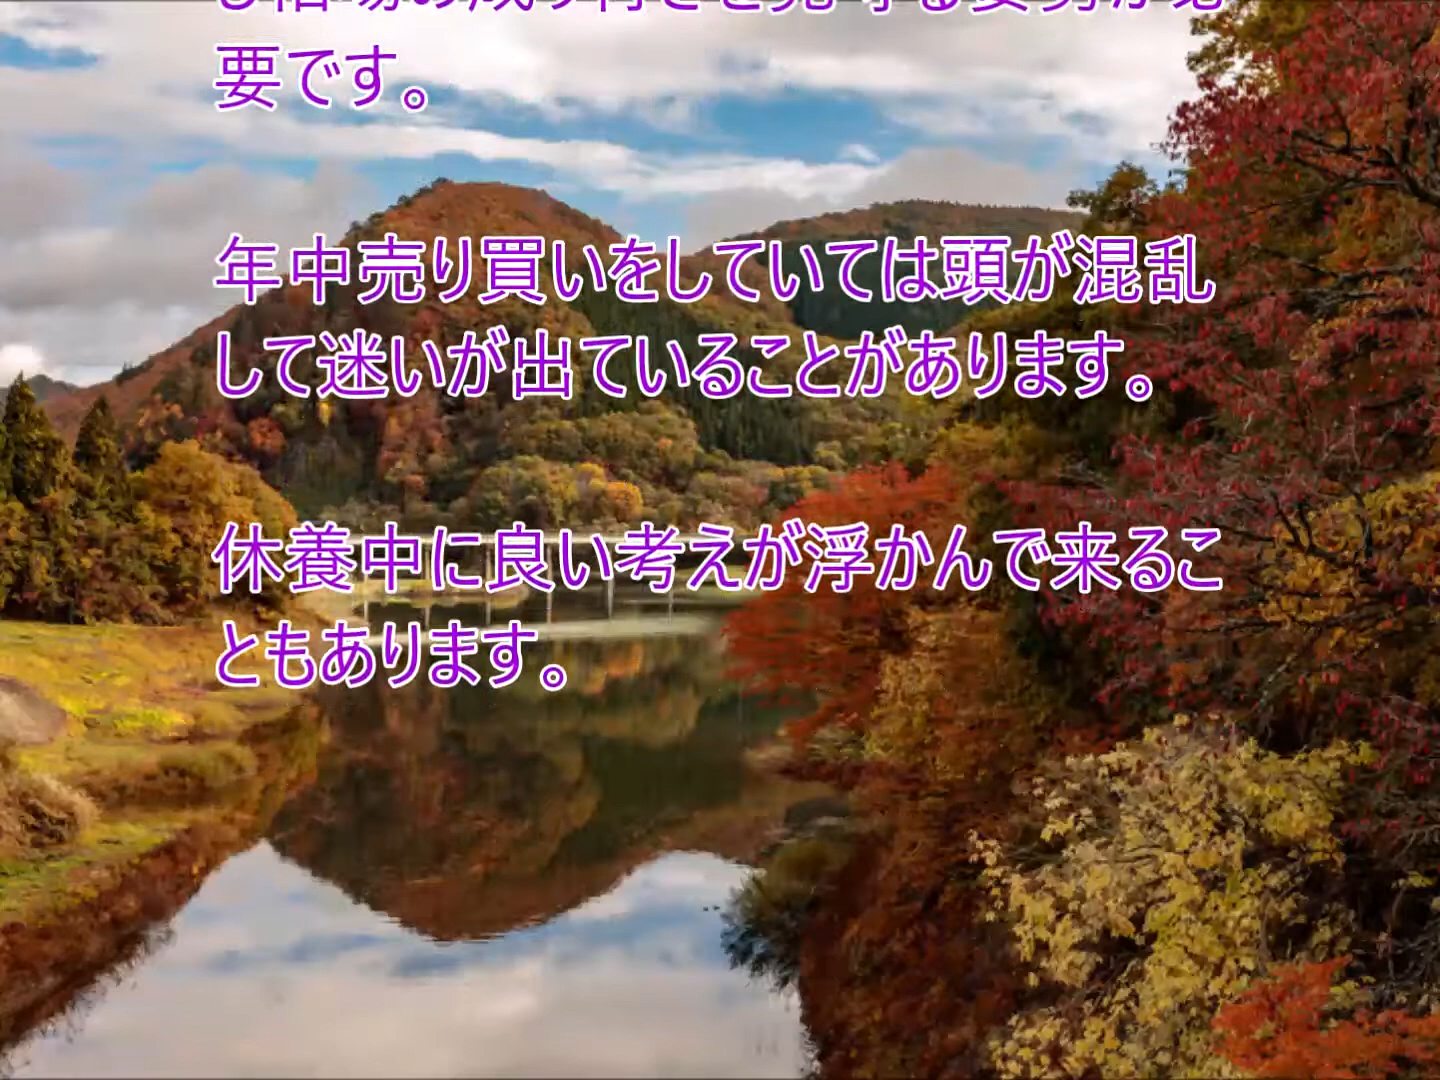 要です。
年中売り買いをしていては頭が混乱
して迷いが出ていることがあります。
休養中に良い考えが浮かんで来るこ
ともあります。